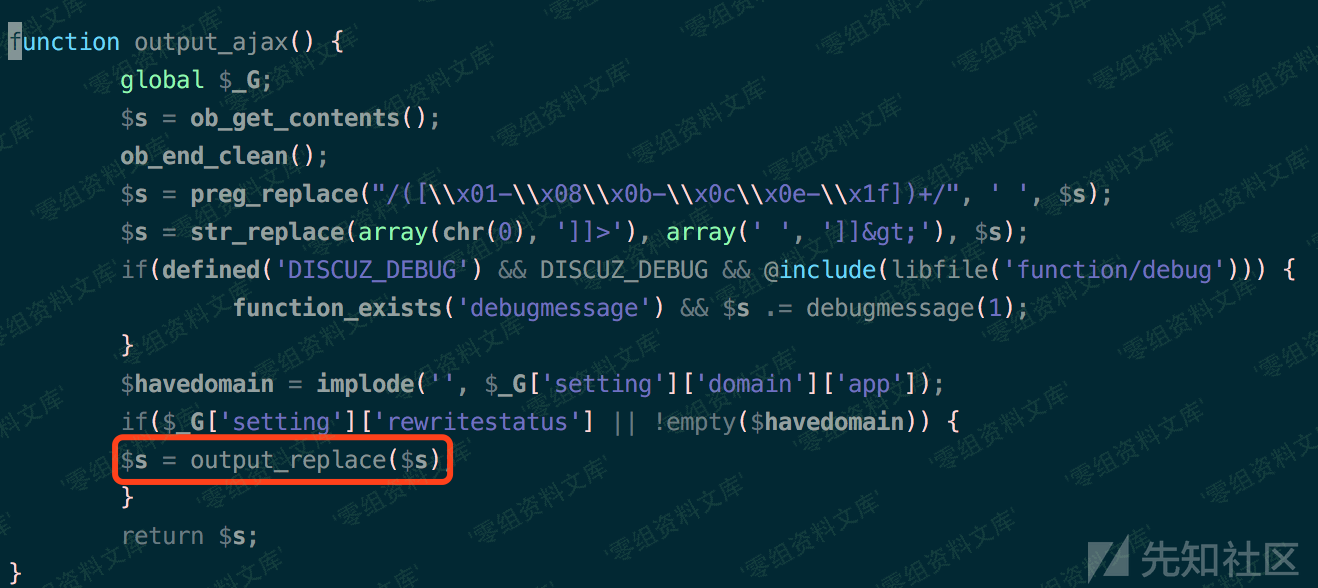 function output_ajax() {
global $_G;
$s = ob_get_contents();
ob_end_clean();
$s = preg_replace("/([\\x01-\\x08\\x0b-\\x0c\\x0e-\\x1f])+/", ' ', $s);
$s = str_replace(array(chr(0), ']]>'), array(' ', ']]&gt;'), $s);
if(defined('DISCUZ_DEBUG') && DISCUZ_DEBUG && @include(libfile('function/debug'))) {
function_exists('debugmessage') && $s .= debugmessage(1);
}
$havedomain = implode('', $_G['setting']['domain']['app']);
if($_G['setting']['rewritestatus'] || !empty($havedomain)) {
$s = output_replace($s)
}
return $s;
}
先知社区
'零组资料文库'